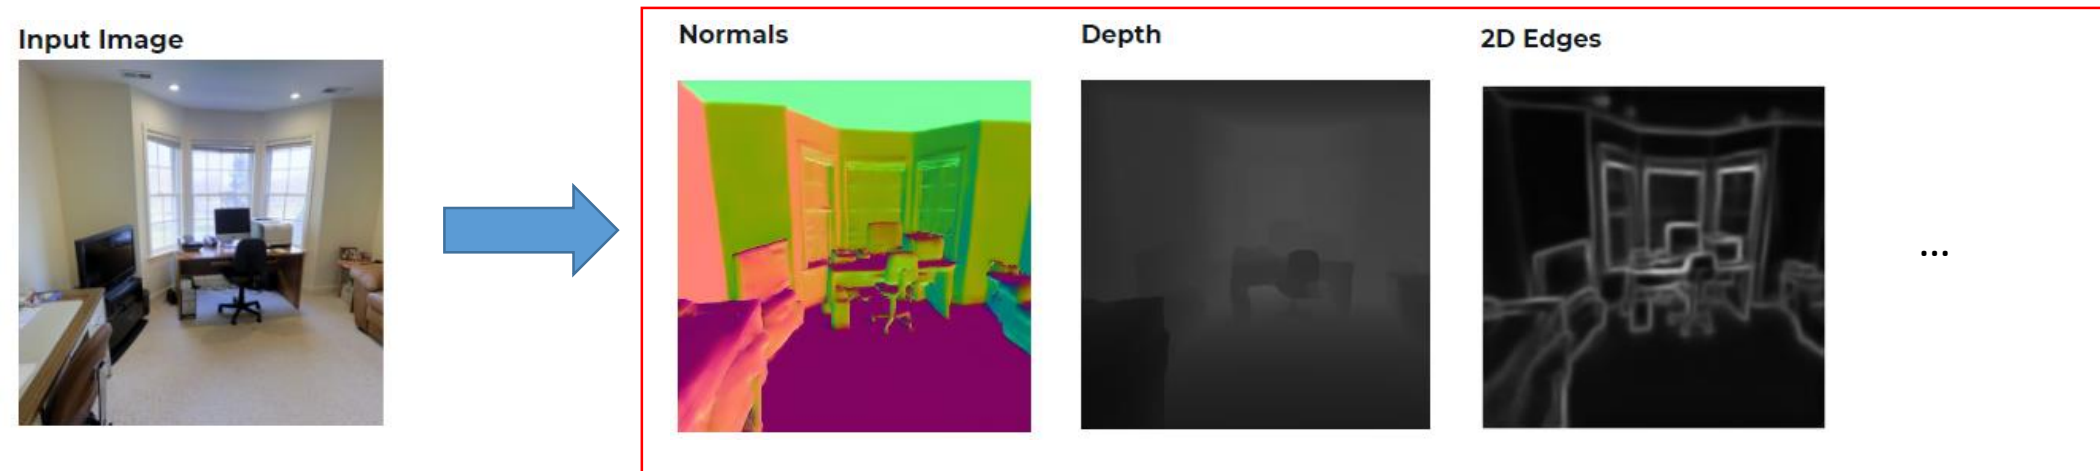 Input Image
Normals
Depth
2D Edges
...